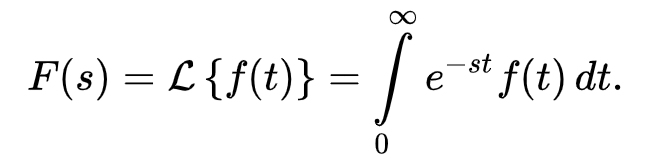 F(s) = ℒ {f(t)} = ∫₀^∞ e^{−st} f(t) dt.